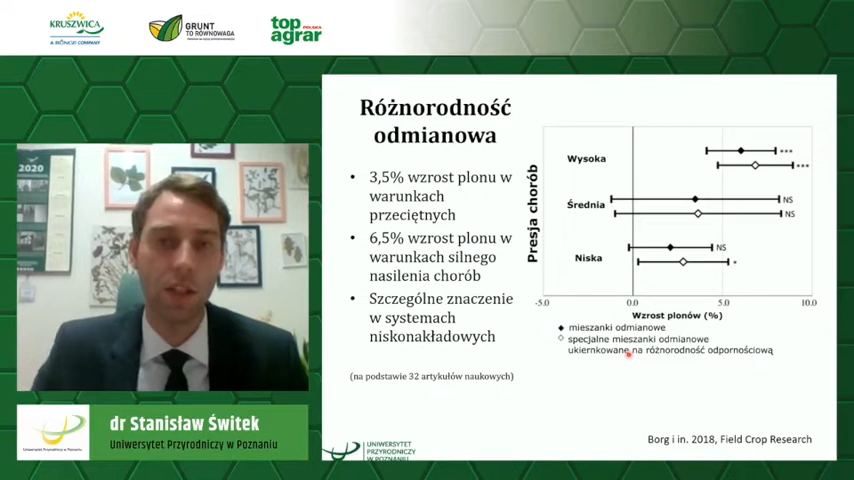 KRUSZWICA
A BUNGE COMPANY
GRUNT
TO RÓWNOWAGA
top POLSKA
agrar
2020
Różnorodność
odmianowa
• 3,5% wzrost plonu w
warunkach
przeciętnych
• 6,5% wzrost plonu w
warunkach silnego
nasilenia chorób
• Szczególne znaczenie
w systemach
niskonakładowych
(na podstawie 32 artykułów naukowych)
Presja chorób
Wysoka
***
***
Średnia
NS
NS
Niska
NS
*
-5.0 0.0 5.0 10.0
Wzrost plonów (%)
mieszanki odmianowe
specjalne mieszanki odmianowe
ukiernkowane na różnorodność odpornościową
Borg i in. 2018, Field Crop Research
UNIWERSYTET
PRZYRODNICZY
W POZNANIU
Uniwersytet Przyrodniczy w Poznaniu
dr Stanisław Świtek
Uniwersytet Przyrodniczy w Poznaniu